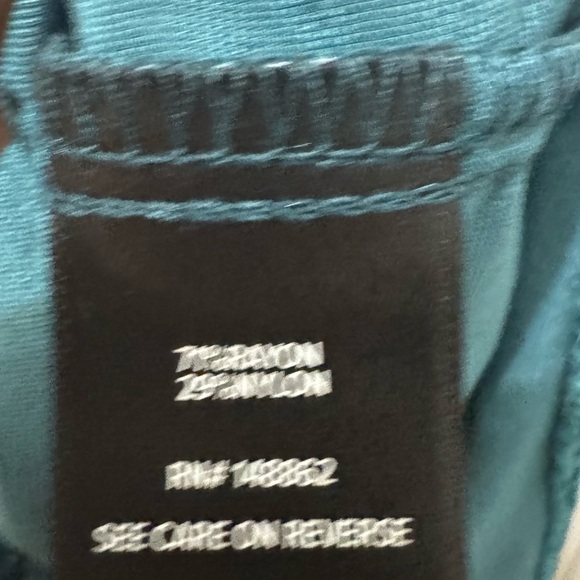 71% RAYON
29% NYLON
RN# 148862
SEE CARE ON REVERSE